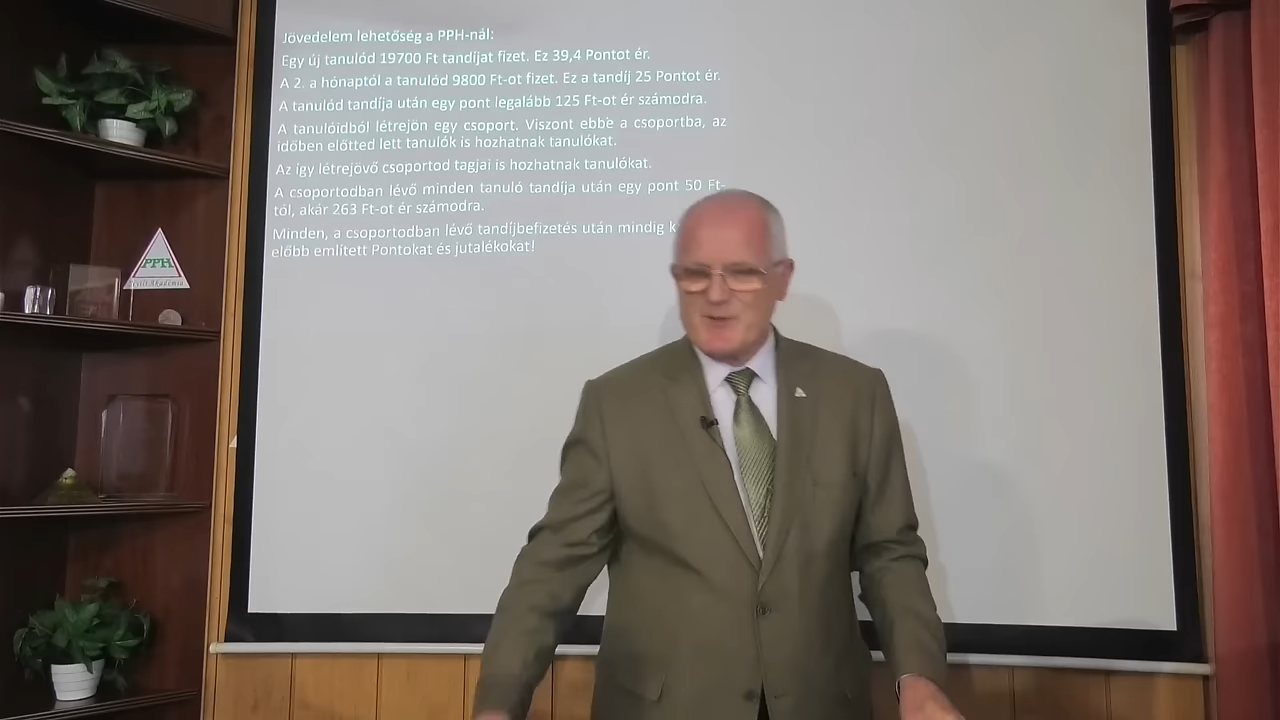 Jövedelem lehetőség a PPH-nál:
Egy új tanulód 19700 Ft tandíjat fizet. Ez 39,4 Pontot ér.
A 2. a hónaptól a tanulód 9800 Ft-ot fizet. Ez a tandíj 25 Pontot ér.
A tanulód tandíja után egy pont legalább 125 Ft-ot ér számodra.
A tanulóidból létrejön egy csoport. Viszont ebbe a csoportba, az
időben előtted lett tanulók is hozhatnak tanulókat.
Az így létrejövő csoportod tagjai is hozhatnak tanulókat.
A csoportodban lévő minden tanuló tandíja után egy pont 50 Ft-
tól, akár 263 Ft-ot ér számodra.
Minden, a csoportodban lévő tandíjbefizetés után mindig
előbb említett Pontokat és jutalékokat!
PPH